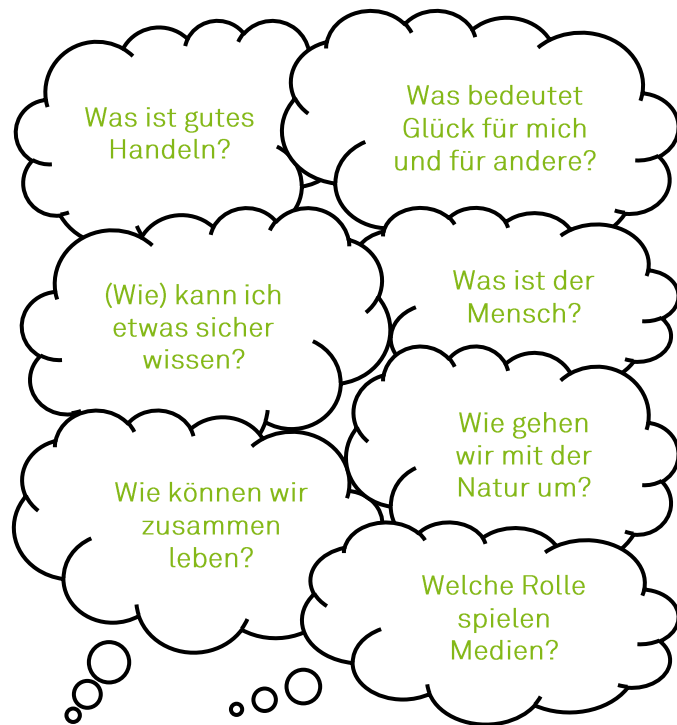 Was ist gutes
Handeln?
Was bedeutet
Glück für mich
und für andere?
(Wie) kann ich
etwas sicher
wissen?
Was ist der
Mensch?
Wie gehen
wir mit der
Natur um?
Wie können wir
zusammen
leben?
Welche Rolle
spielen
Medien?